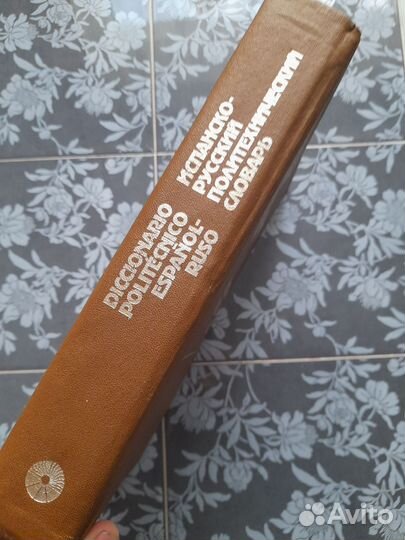 ИСПАНСКО-
РУССКИЙ
ПОЛИТЕХНИЧЕСКИЙ
СЛОВАРЬ
DICCIONARIO
POLITÉCNICO
ESPAÑOL-
RUSO
Avito